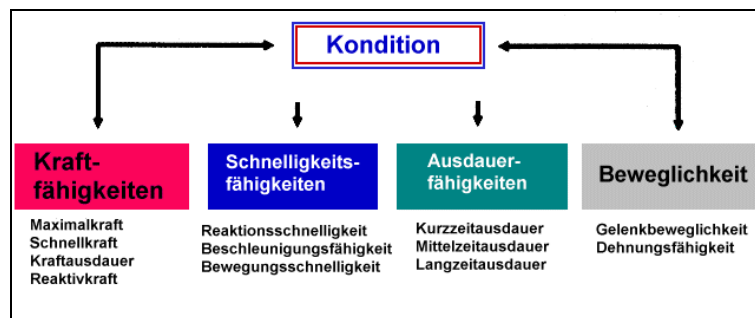 Kondition
Kraft-
fähigkeiten
Maximalkraft
Schnellkraft
Kraftausdauer
Reaktivkraft
Schnelligkeits-
fähigkeiten
Reaktionsschnelligkeit
Beschleunigungsfähigkeit
Bewegungsschnelligkeit
Ausdauer-
fähigkeiten
Kurzzeitausdauer
Mittelzeitausdauer
Langzeitausdauer
Beweglichkeit
Gelenkbeweglichkeit
Dehnungsfähigkeit